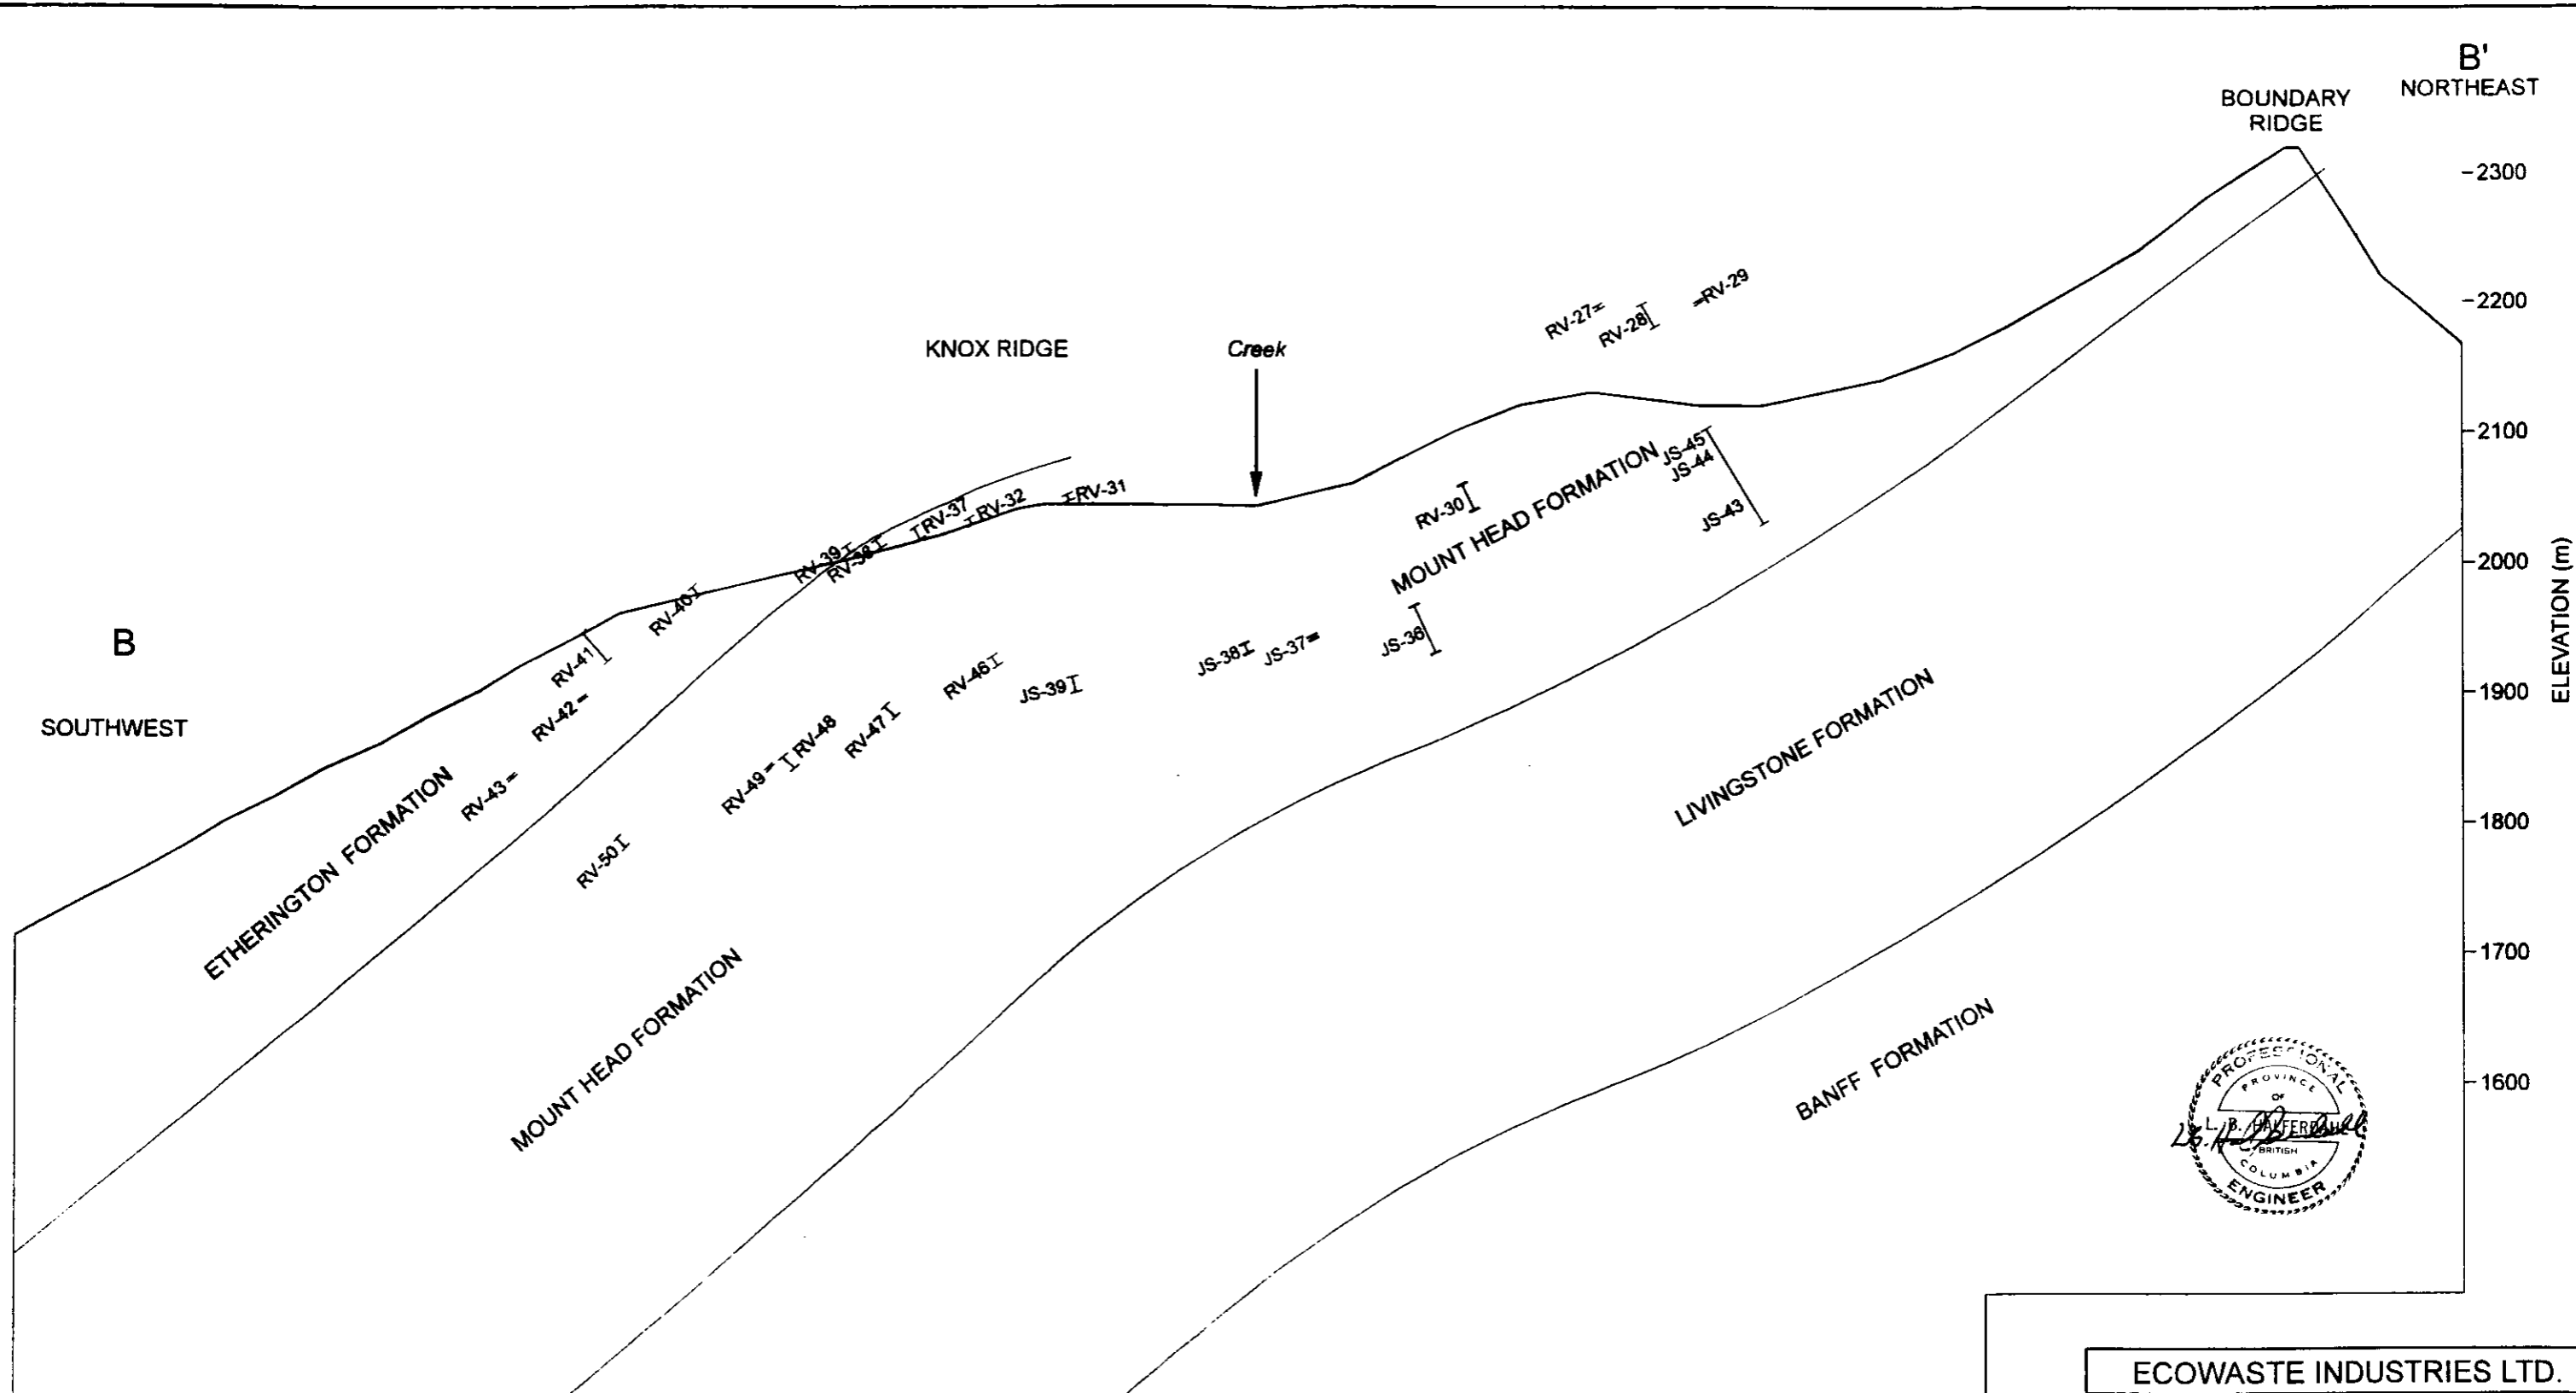 B'
NORTHEAST
BOUNDARY
RIDGE
-2300
-2200
-2100
-2000
-1900
-1800
-1700
-1600
ELEVATION (m)
KNOX RIDGE
Creek
RV-27
RV-28
RV-29
RV-30
MOUNT HEAD FORMATION
JS-45
JS-44
JS-43
RV-39
RV-38
RV-37
RV-32
RV-31
RV-40
RV-41
RV-42
RV-43
B
SOUTHWEST
ETHERINGTON FORMATION
RV-50
RV-49
RV-48
RV-47
RV-46
JS-39
JS-38
JS-37
JS-36
MOUNT HEAD FORMATION
LIVINGSTONE FORMATION
BANFF FORMATION
PROFESSIONAL
PROVINCE
OF
L. B. HALFERDAHL
BRITISH
COLUMBIA
ENGINEER
ECOWASTE INDUSTRIES LTD.